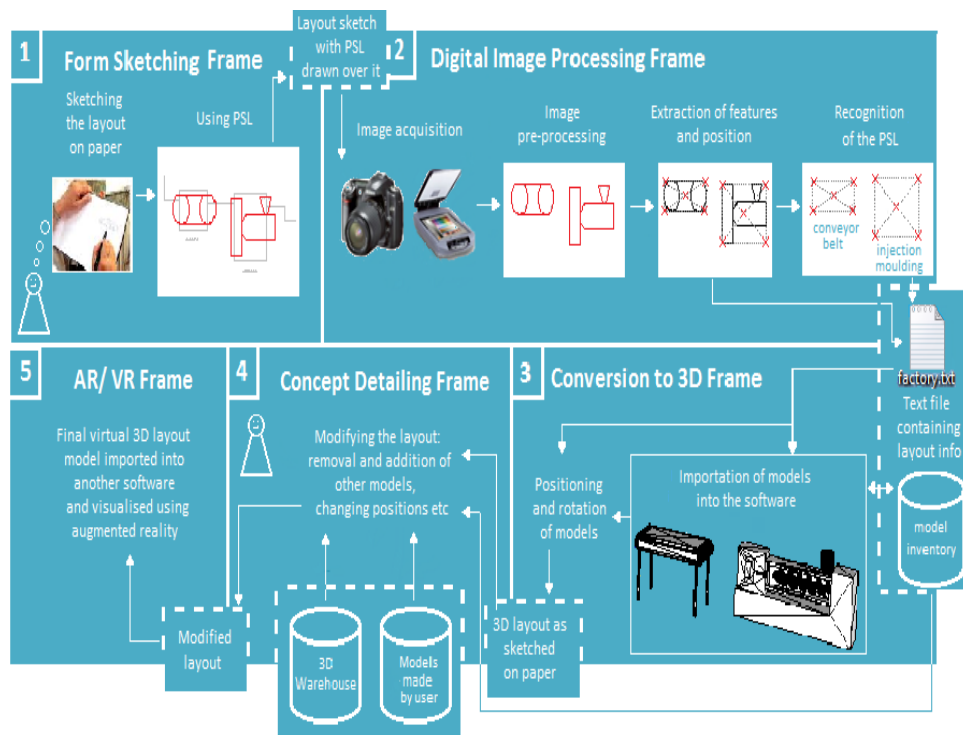 1
Form Sketching Frame
Sketching
the layout
on paper
Using PSL
Layout sketch
with PSL
drawn over it
2
Digital Image Processing Frame
Image acquisition
Image
pre-processing
Extraction of features
and position
Recognition
of the PSL
conveyor
belt
injection
moulding
factory.txt
Text file
containing
layout info
model
inventory
3
Conversion to 3D Frame
Importation of models
into the software
Positioning
and rotation
of models
3D layout as
sketched
on paper
4
Concept Detailing Frame
Modifying the layout:
removal and addition of
other models,
changing positions etc
3D
Warehouse
Modells
made
by user
5
AR/ VR Frame
Final virtual 3D layout
model imported into
another software
and visualised using
augmented reality
Modified
layout